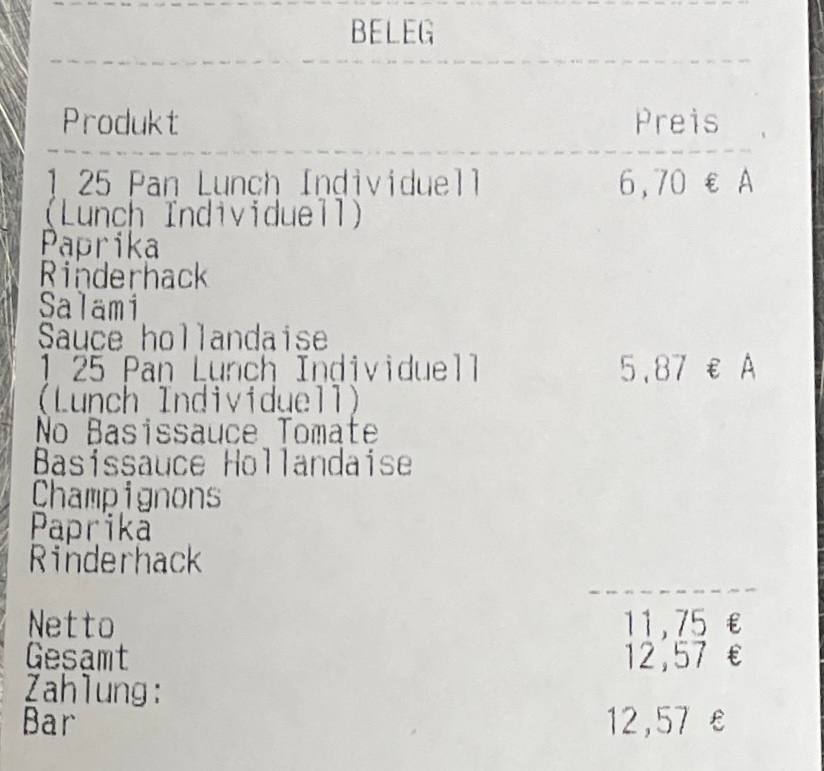 BELEG
Produkt Preis
1 25 Pan Lunch Individuell 6,70 € A
(Lunch Individuell)
Paprika
Rinderhack
Salami
Sauce hollandaise
1 25 Pan Lunch Individuell 5,87 € A
(Lunch Individuell)
No Basissauce Tomate
Basissauce Hollandaise
Champignons
Paprika
Rinderhack
Netto 11,75 €
Gesamt 12,57 €
Zahlung:
Bar 12,57 €